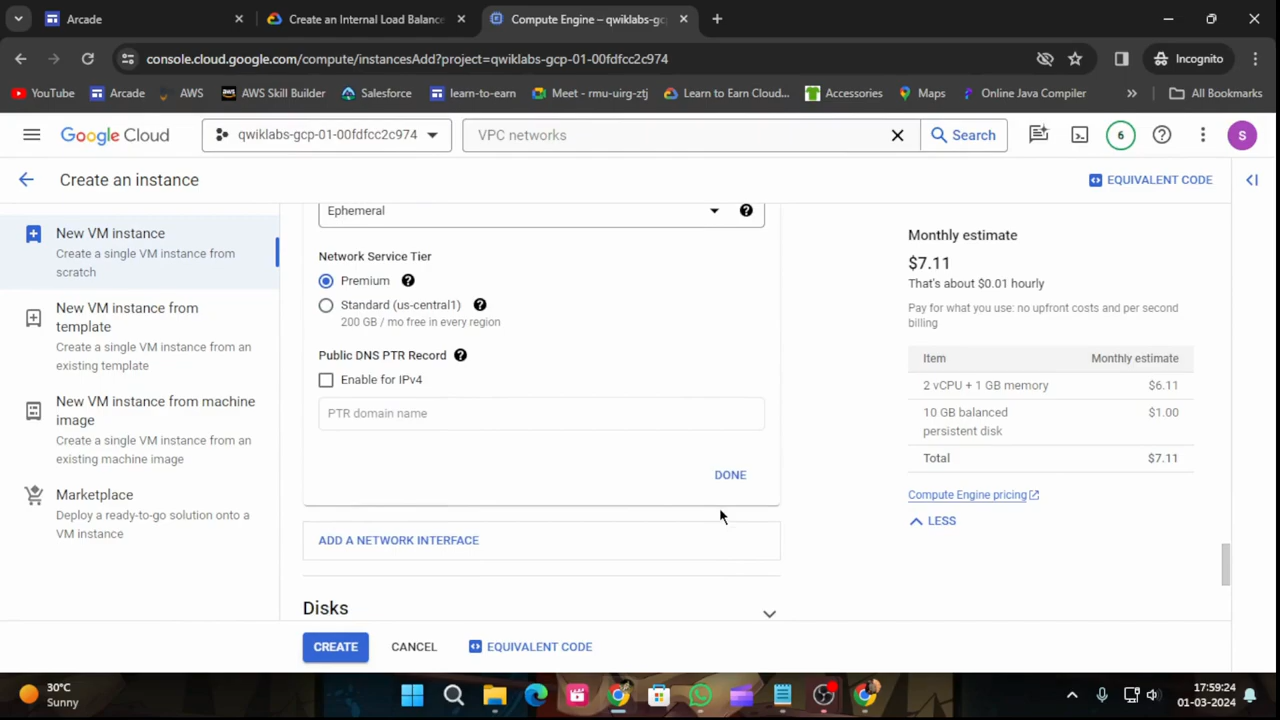 Arcade
Create an Internal Load Balance
Compute Engine – qwiklabs-gc
console.cloud.google.com/compute/instancesAdd?project=qwiklabs-gcp-01-00fdfcc2c974
Incognito
YouTube
Arcade
AWS
AWS Skill Builder
Salesforce
learn-to-earn
Meet - rmu-uirg-ztj
Learn to Earn Cloud...
Accessories
Maps
Online Java Compiler
All Bookmarks
Google Cloud
qwiklabs-gcp-01-00fdfcc2c974
VPC networks
Search
6
S
Create an instance
EQUIVALENT CODE
New VM instance
Create a single VM instance from
scratch
New VM instance from
template
Create a single VM instance from an
existing template
New VM instance from machine
image
Create a single VM instance from an
existing machine image
Marketplace
Deploy a ready-to-go solution onto a
VM instance
Ephemeral
Network Service Tier
Premium
Standard (us-central1)
200 GB / mo free in every region
Public DNS PTR Record
Enable for IPv4
PTR domain name
DONE
ADD A NETWORK INTERFACE
Disks
CREATE
CANCEL
EQUIVALENT CODE
Monthly estimate
$7.11
That's about $0.01 hourly
Pay for what you use: no upfront costs and per second
billing
Item Monthly estimate
2 vCPU + 1 GB memory $6.11
10 GB balanced $1.00
persistent disk
Total $7.11
Compute Engine pricing
LESS
30°C
Sunny
17:59:24
01-03-2024